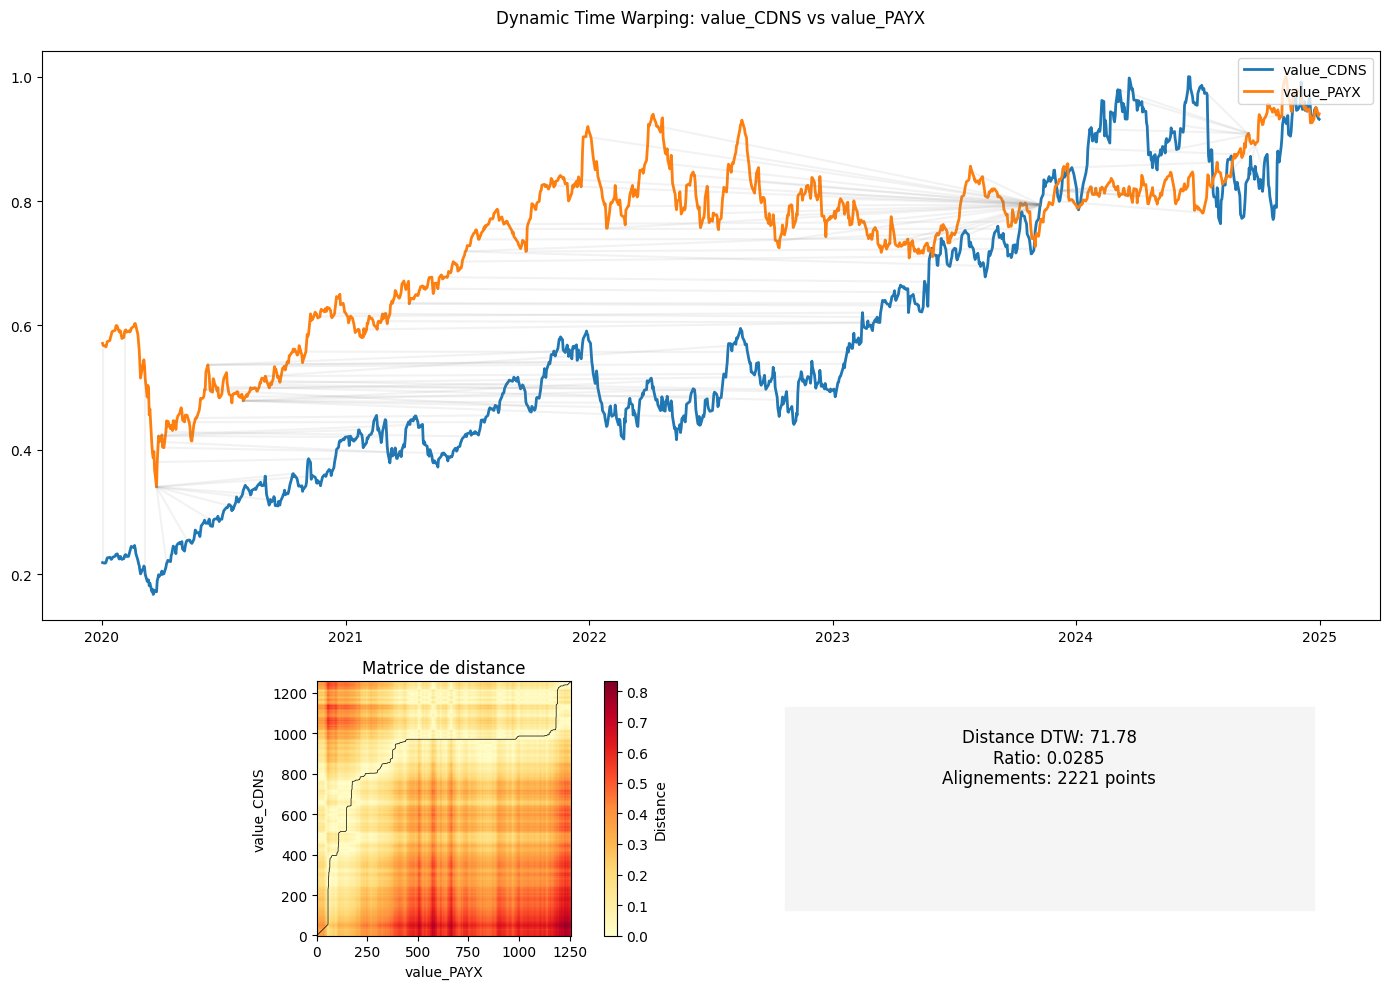 Dynamic Time Warping: value_CDNS vs value_PAYX
1.0
0.8
0.6
0.4
0.2
value_CDNS
value_PAYX
2020 2021 2022 2023 2024 2025
Matrice de distance
value_CDNS
1200
1000
800
600
400
200
0
0 250 500 750 1000 1250
value_PAYX
0.8
0.7
0.6
0.5
0.4
0.3
0.2
0.1
0.0
Distance
Distance DTW: 71.78
Ratio: 0.0285
Alignements: 2221 points